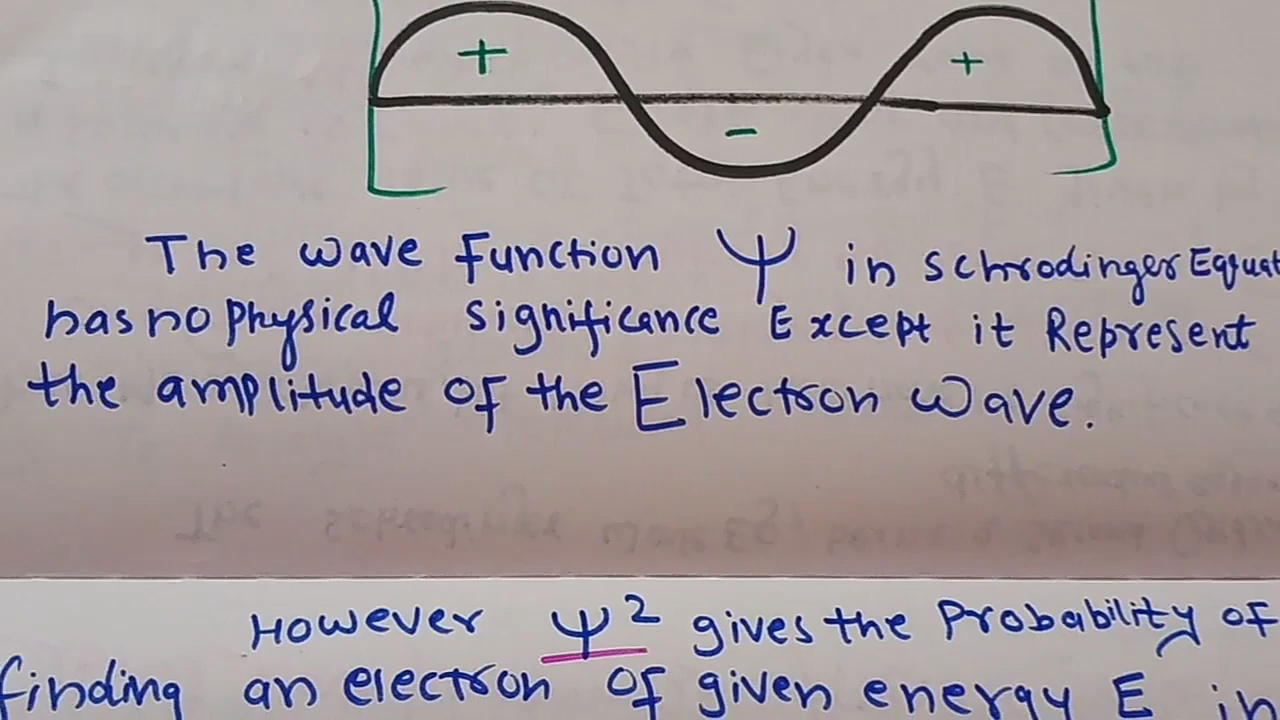 + +
-
The wave function Ψ in schrodinger Equat
has no physical significance Except it Represent
the amplitude of the Electron wave.
However Ψ² gives the Probability of
finding an electron of given energy E in